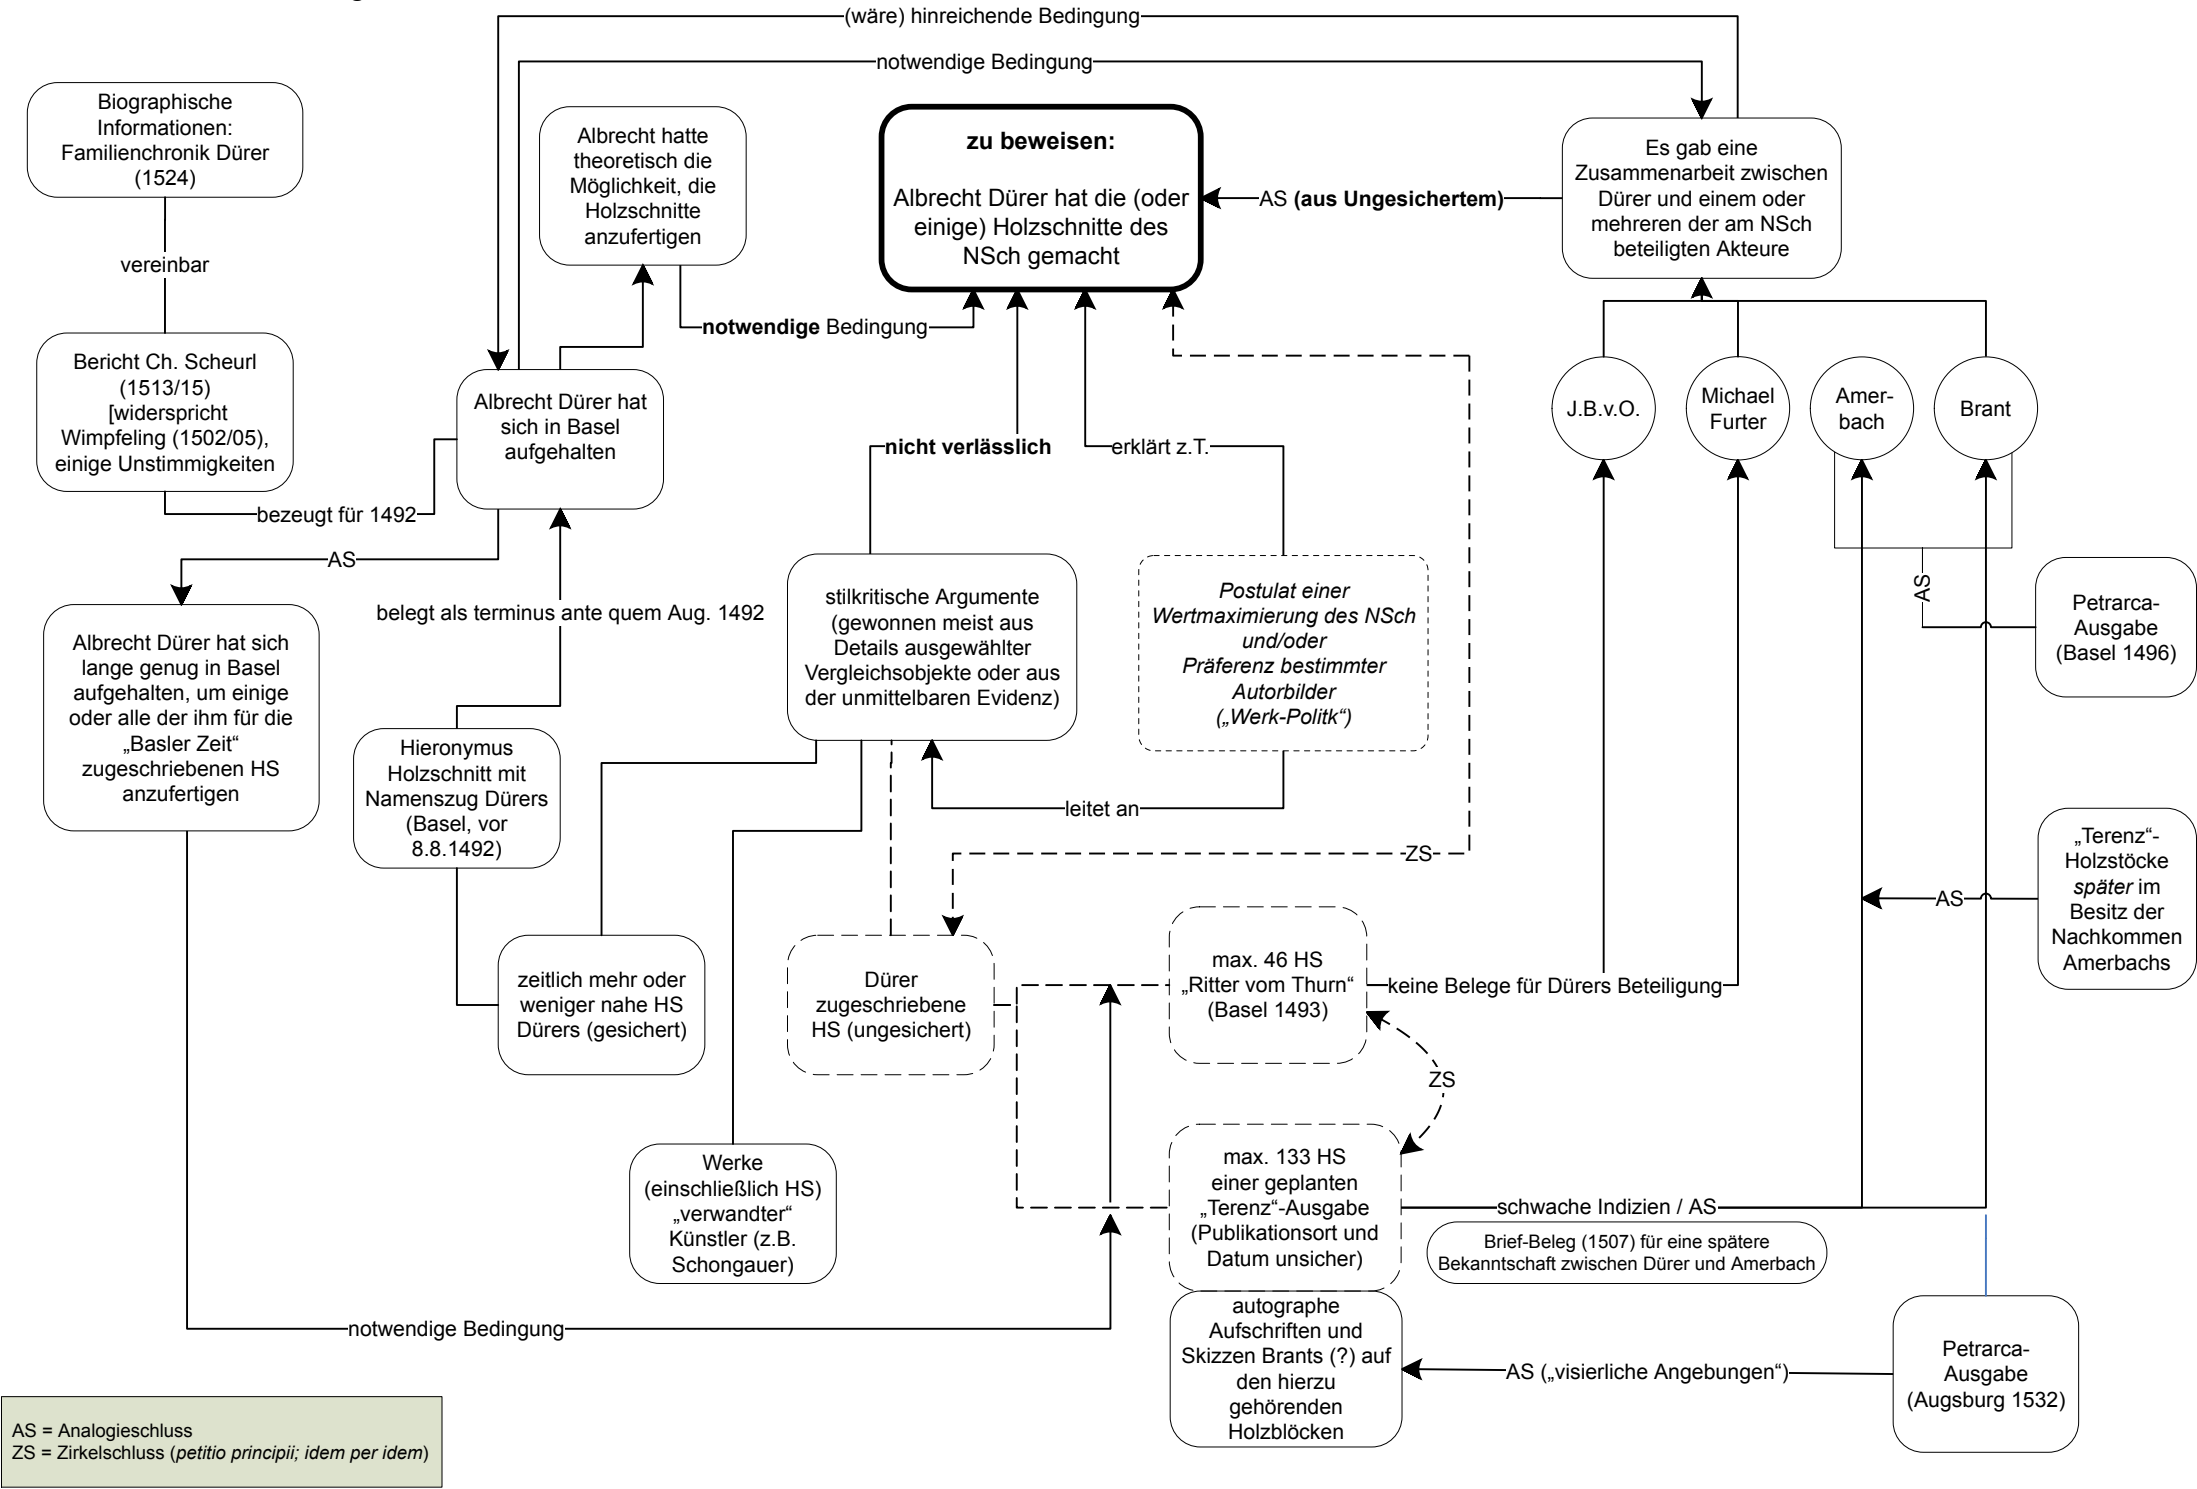 (wäre) hinreichende Bedingung
notwendige Bedingung
Biographische
Informationen:
Familienchronik Dürer
(1524)
Albrecht hatte
theoretisch die
Möglichkeit, die
Holzschnitte
anzufertigen
zu beweisen:
Albrecht Dürer hat die (oder
einige) Holzschnitte des
NSch gemacht
AS (aus Ungesichertem)
Es gab eine
Zusammenarbeit zwischen
Dürer und einem oder
mehreren der am NSch
beteiligten Akteure
vereinbar
notwendige Bedingung
Bericht Ch. Scheurl
(1513/15)
[widerspricht
Wimpfeling (1502/05),
einige Unstimmigkeiten
Albrecht Dürer hat
sich in Basel
aufgehalten
J.B.v.O.
Michael
Furter
Amer-
bach
Brant
nicht verlässlich
erklärt z.T.
bezeugt für 1492
AS
AS
Petrarca-
Ausgabe
(Basel 1496)
belegt als terminus ante quem Aug. 1492
stilkritische Argumente
(gewonnen meist aus
Details ausgewählter
Vergleichsobjekte oder aus
der unmittelbaren Evidenz)
Postulat einer
Wertmaximierung des NSch
und/oder
Präferenz bestimmter
Autorbilder
(„Werk-Politk“)
Albrecht Dürer hat sich
lange genug in Basel
aufgehalten, um einige
oder alle der ihm für die
„Basler Zeit“
zugeschriebenen HS
anzufertigen
Hieronymus
Holzschnitt mit
Namenszug Dürers
(Basel, vor
8.8.1492)
leitet an
ZS
„Terenz“-
Holzstöcke
später im
Besitz der
Nachkommen
Amerbachs
AS
zeitlich mehr oder
weniger nahe HS
Dürers (gesichert)
Dürer
zugeschriebene
HS (ungesichert)
max. 46 HS
„Ritter vom Thurn“
(Basel 1493)
keine Belege für Dürers Beteiligung
ZS
Werke
(einschließlich HS)
„verwandter“
Künstler (z.B.
Schongauer)
max. 133 HS
einer geplanten
„Terenz“-Ausgabe
(Publikationsort und
Datum unsicher)
schwache Indizien / AS
Brief-Beleg (1507) für eine spätere
Bekanntschaft zwischen Dürer und Amerbach
notwendige Bedingung
autographe
Aufschriften und
Skizzen Brants (?) auf
den hierzu
gehörenden
Holzblöcken
AS („visierliche Angebungen“)
Petrarca-
Ausgabe
(Augsburg 1532)
AS = Analogieschluss
ZS = Zirkelschluss (petitio principii; idem per idem)